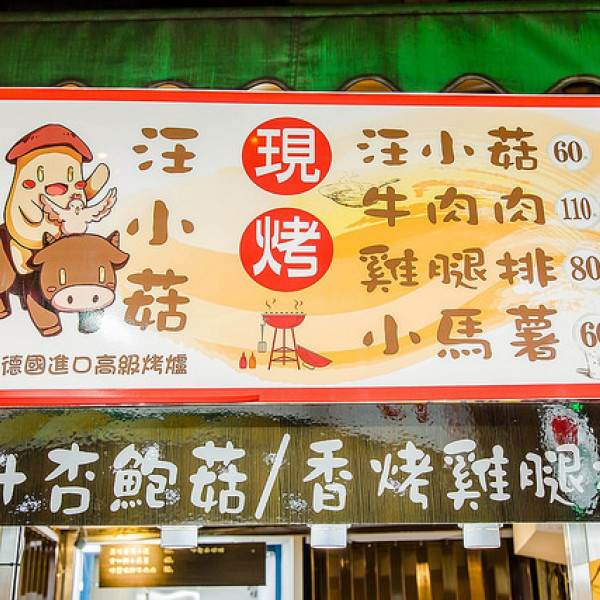 汪小菇
現烤
汪小菇 60
牛肉肉 110
雞腿排 80
小馬薯 60
德國進口高級烤爐
杏鮑菇/香烤雞腿